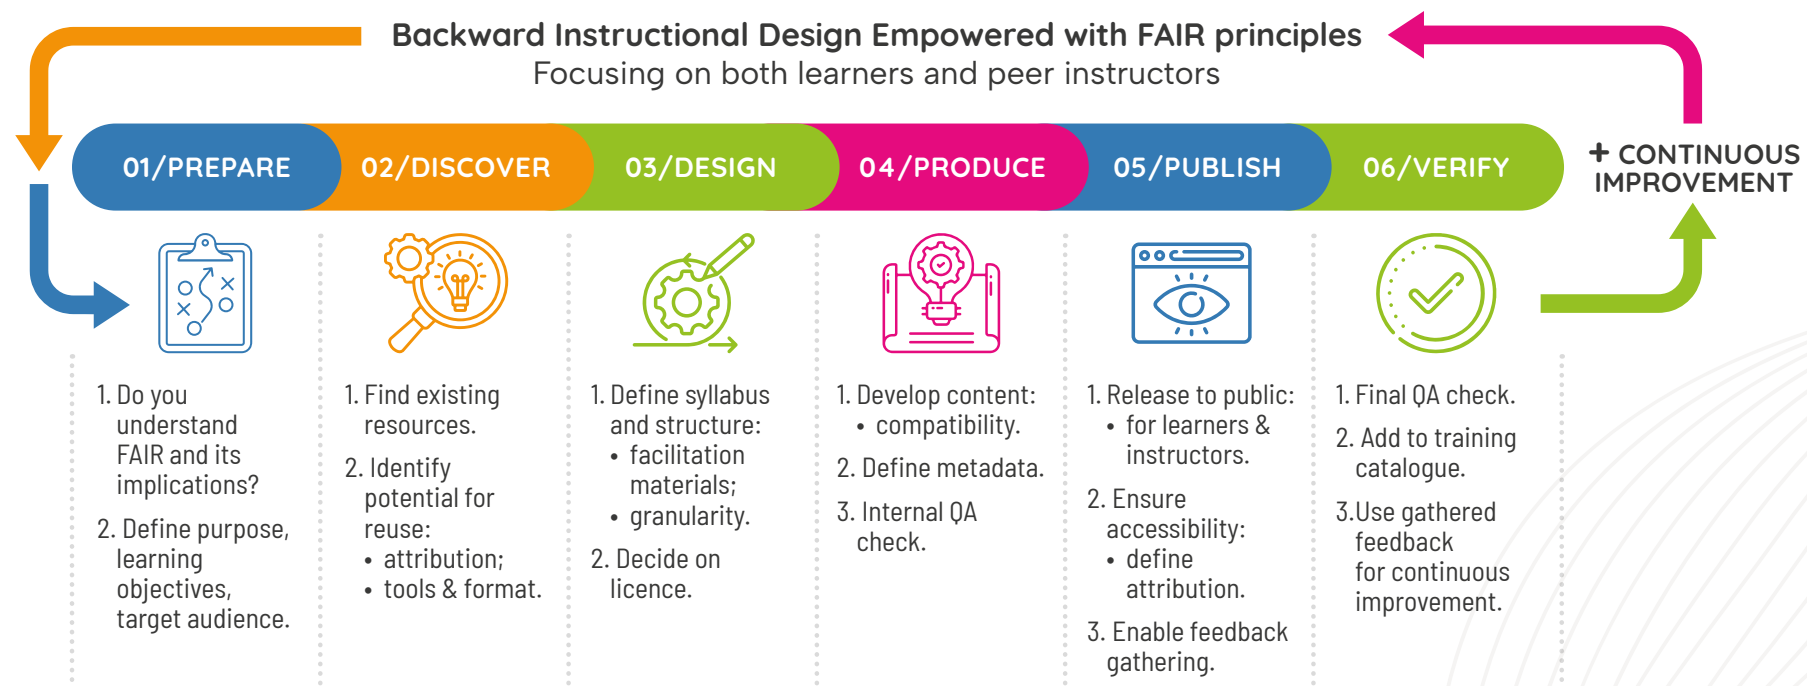 Backward Instructional Design Empowered with FAIR principles
Focusing on both learners and peer instructors
01/PREPARE
02/DISCOVER
03/DESIGN
04/PRODUCE
05/PUBLISH
06/VERIFY
+ CONTINUOUS
IMPROVEMENT
1. Do you
understand
FAIR and its
implications?
2. Define purpose,
learning
objectives,
target audience.
1. Find existing
resources.
2. Identify
potential for
reuse:
• attribution;
• tools & format.
1. Define syllabus
and structure:
• facilitation
materials;
• granularity.
2. Decide on
licence.
1. Develop content:
• compatibility.
2. Define metadata.
3. Internal QA
check.
1. Release to public:
• for learners &
instructors.
2. Ensure
accessibility:
• define
attribution.
3. Enable feedback
gathering.
1. Final QA check.
2. Add to training
catalogue.
3.Use gathered
feedback
for continuous
improvement.